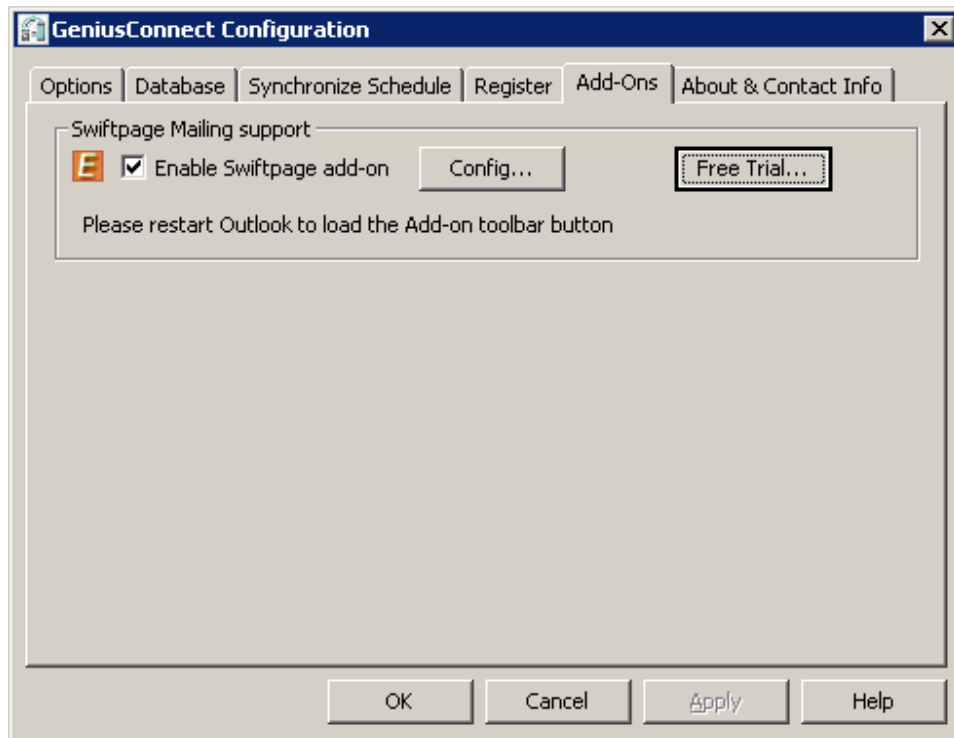 GeniusConnect Configuration
Options Database Synchronize Schedule Register Add-Ons About & Contact Info
Swiftpage Mailing support
E Enable Swiftpage add-on Config... Free Trial...
Please restart Outlook to load the Add-on toolbar button
OK Cancel Apply Help